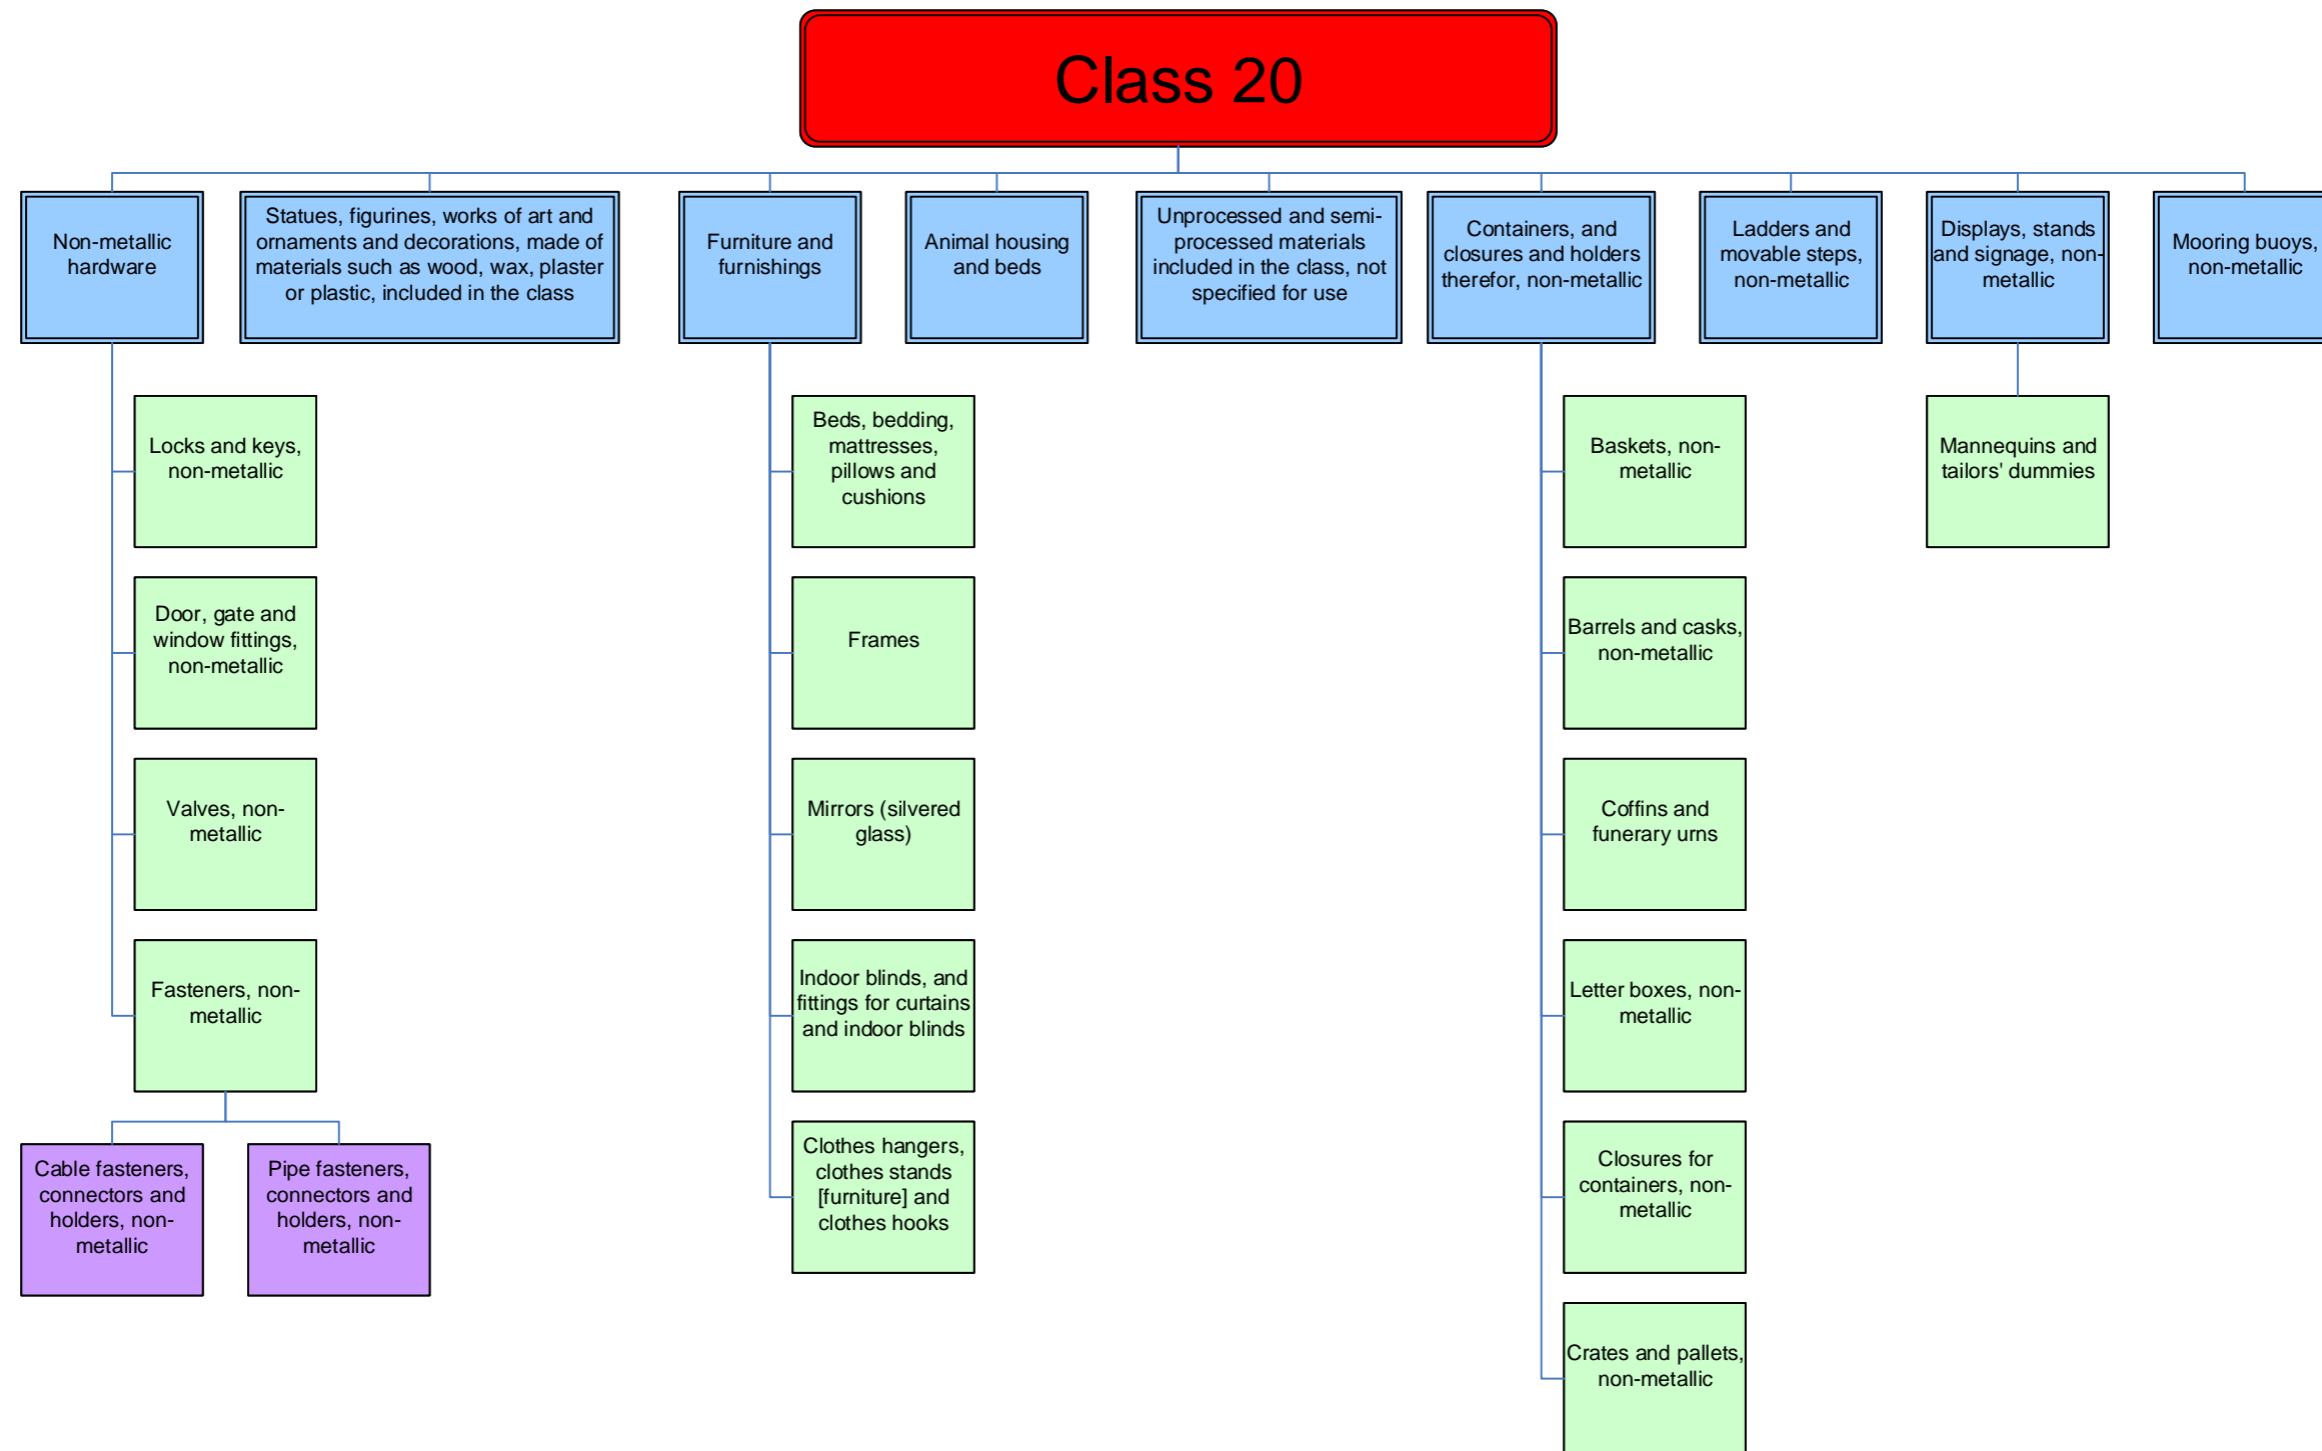 Class 20
Non-metallic
hardware
Statues, figurines, works of art and
ornaments and decorations, made of
materials such as wood, wax, plaster
or plastic, included in the class
Furniture and
furnishings
Animal housing
and beds
Unprocessed and semi-
processed materials
included in the class, not
specified for use
Containers, and
closures and holders
therefor, non-metallic
Ladders and
movable steps,
non-metallic
Displays, stands
and signage, non-
metallic
Mooring buoys,
non-metallic
Locks and keys,
non-metallic
Door, gate and
window fittings,
non-metallic
Valves, non-
metallic
Fasteners, non-
metallic
Cable fasteners,
connectors and
holders, non-
metallic
Pipe fasteners,
connectors and
holders, non-
metallic
Beds, bedding,
mattresses,
pillows and
cushions
Frames
Mirrors (silvered
glass)
Indoor blinds, and
fittings for curtains
and indoor blinds
Clothes hangers,
clothes stands
[furniture] and
clothes hooks
Baskets, non-
metallic
Barrels and casks,
non-metallic
Coffins and
funerary urns
Letter boxes, non-
metallic
Closures for
containers, non-
metallic
Crates and pallets,
non-metallic
Mannequins and
tailors' dummies